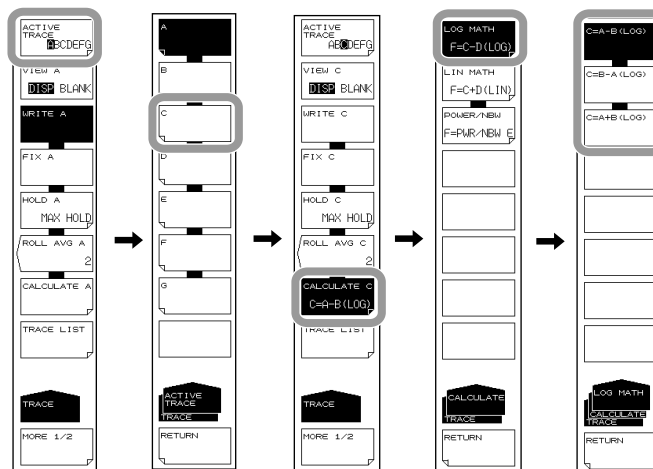 ACTIVE
TRACE
ABCDEFG
VIEW A
DISP BLANK
WRITE A
FIX A
HOLD A
MAX HOLD
ROLL AVG A
2
CALCULATE A
TRACE LIST
TRACE
MORE 1/2
A
B
C
D
E
F
G
ACTIVE
TRACE
TRACE
RETURN
ACTIVE
TRACE
ABCDEFG
VIEW C
DISP BLANK
WRITE C
FIX C
HOLD C
MAX HOLD
ROLL AVG C
2
CALCULATE C
C=A-B(LOG)
TRACE LIST
TRACE
MORE 1/2
LOG MATH
F=C-D(LOG)
LIN MATH
F=C+D(LIN)
POWER/NBW
F=PWR/NBW E
CALCULATE
TRACE
RETURN
C=A-B(LOG)
C=B-A(LOG)
C=A+B(LOG)
LOG MATH
CALCULATE
TRACE
RETURN